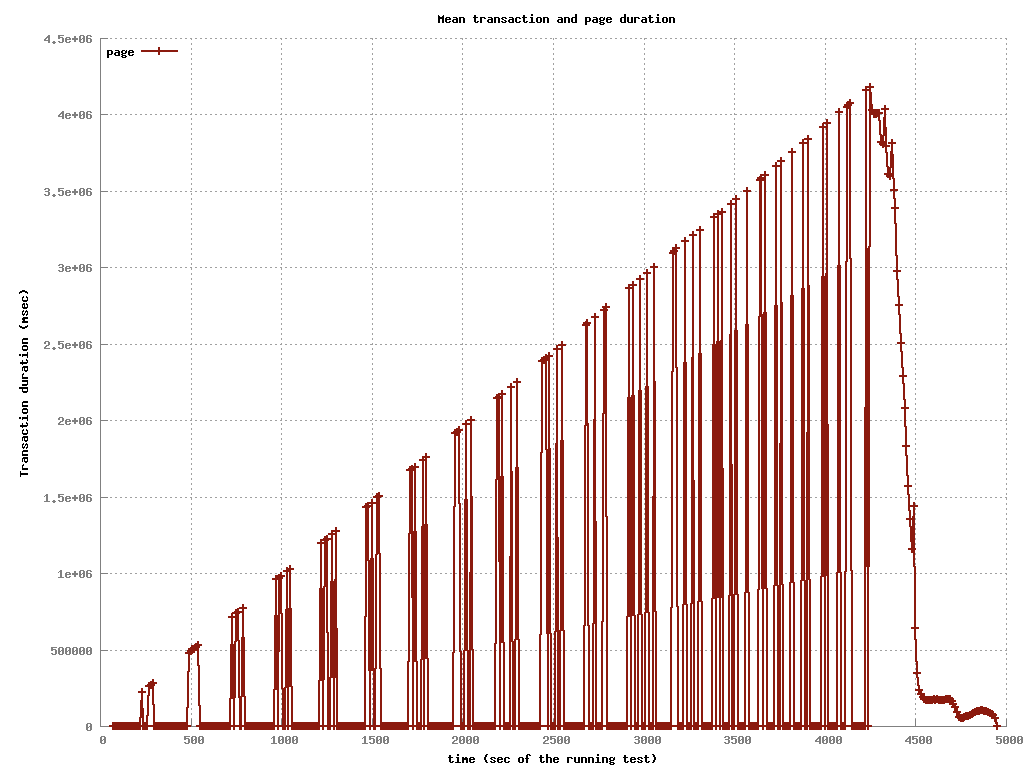 Mean transaction and page duration
page
4.5e+06
4e+06
3.5e+06
3e+06
2.5e+06
2e+06
1.5e+06
1e+06
500000
0
Transaction duration (msec)
0 500 1000 1500 2000 2500 3000 3500 4000 4500 5000
time (sec of the running test)